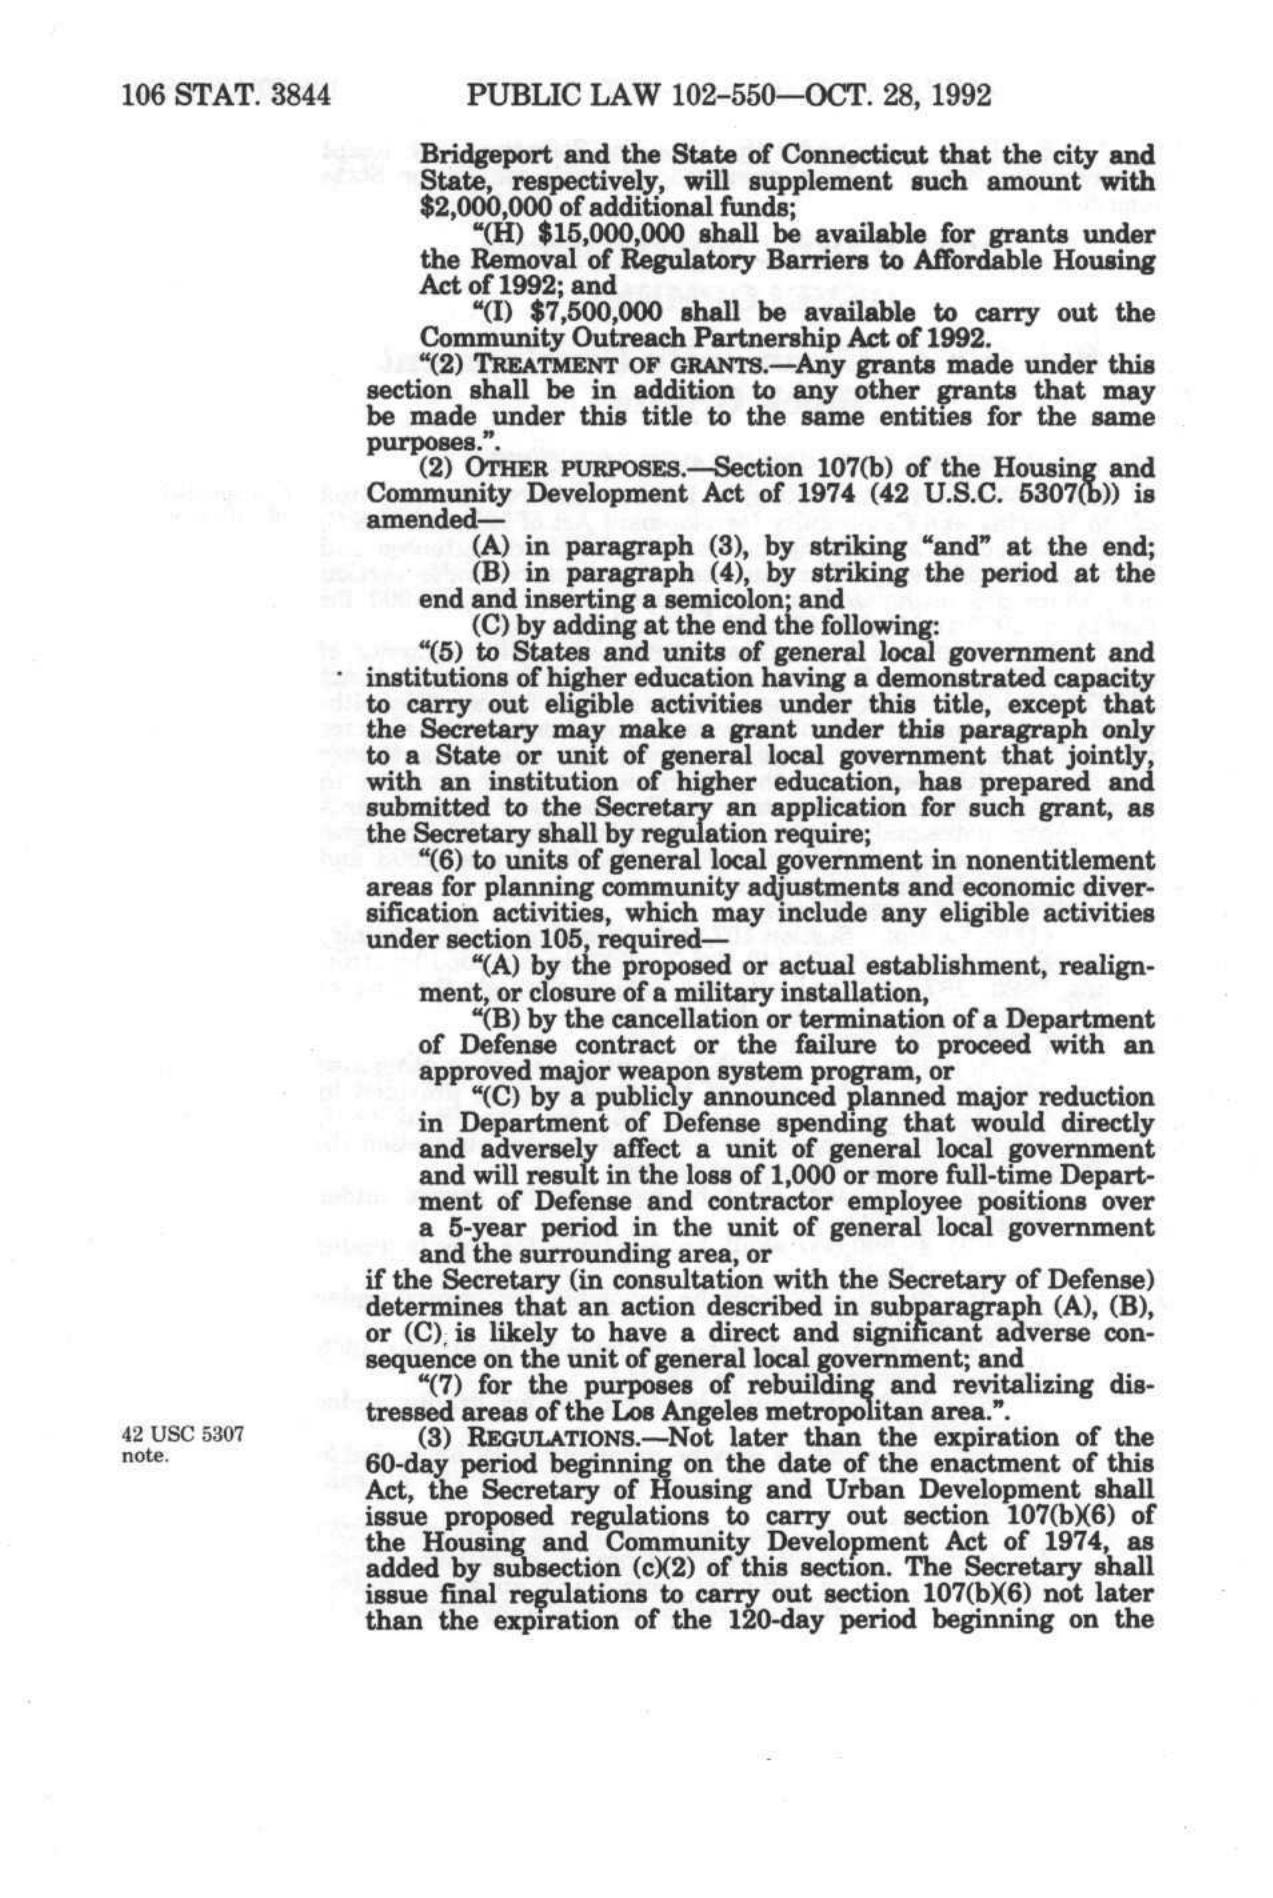 106 STAT. 3844 PUBLIC LAW 102-550—OCT. 28, 1992
Bridgeport and the State of Connecticut that the city and
State, respectively, will supplement such amount with
$2,000,000 of additional funds;
“(H) $15,000,000 shall be available for grants under
the Removal of Regulatory Barriers to Affordable Housing
Act of 1992; and
“(I) $7,500,000 shall be available to carry out the
Community Outreach Partnership Act of 1992.
“(2) TREATMENT OF GRANTS.—Any grants made under this
section shall be in addition to any other grants that may
be made under this title to the same entities for the same
purposes.”.
(2) OTHER PURPOSES.—Section 107(b) of the Housing and
Community Development Act of 1974 (42 U.S.C. 5307(b)) is
amended—
(A) in paragraph (3), by striking “and” at the end;
(B) in paragraph (4), by striking the period at the
end and inserting a semicolon; and
(C) by adding at the end the following:
“(5) to States and units of general local government and
institutions of higher education having a demonstrated capacity
to carry out eligible activities under this title, except that
the Secretary may make a grant under this paragraph only
to a State or unit of general local government that jointly,
with an institution of higher education, has prepared and
submitted to the Secretary an application for such grant, as
the Secretary shall by regulation require;
“(6) to units of general local government in nonentitlement
areas for planning community adjustments and economic diver-
sification activities, which may include any eligible activities
under section 105, required—
“(A) by the proposed or actual establishment, realign-
ment, or closure of a military installation,
“(B) by the cancellation or termination of a Department
of Defense contract or the failure to proceed with an
approved major weapon system program, or
“(C) by a publicly announced planned major reduction
in Department of Defense spending that would directly
and adversely affect a unit of general local government
and will result in the loss of 1,000 or more full-time Depart-
ment of Defense and contractor employee positions over
a 5-year period in the unit of general local government
and the surrounding area, or
if the Secretary (in consultation with the Secretary of Defense)
determines that an action described in subparagraph (A), (B),
or (C) is likely to have a direct and significant adverse con-
sequence on the unit of general local government; and
“(7) for the purposes of rebuilding and revitalizing dis-
tressed areas of the Los Angeles metropolitan area.”.
42 USC 5307
note.
(3) REGULATIONS.—Not later than the expiration of the
60-day period beginning on the date of the enactment of this
Act, the Secretary of Housing and Urban Development shall
issue proposed regulations to carry out section 107(b)(6) of
the Housing and Community Development Act of 1974, as
added by subsection (c)(2) of this section. The Secretary shall
issue final regulations to carry out section 107(b)(6) not later
than the expiration of the 120-day period beginning on the